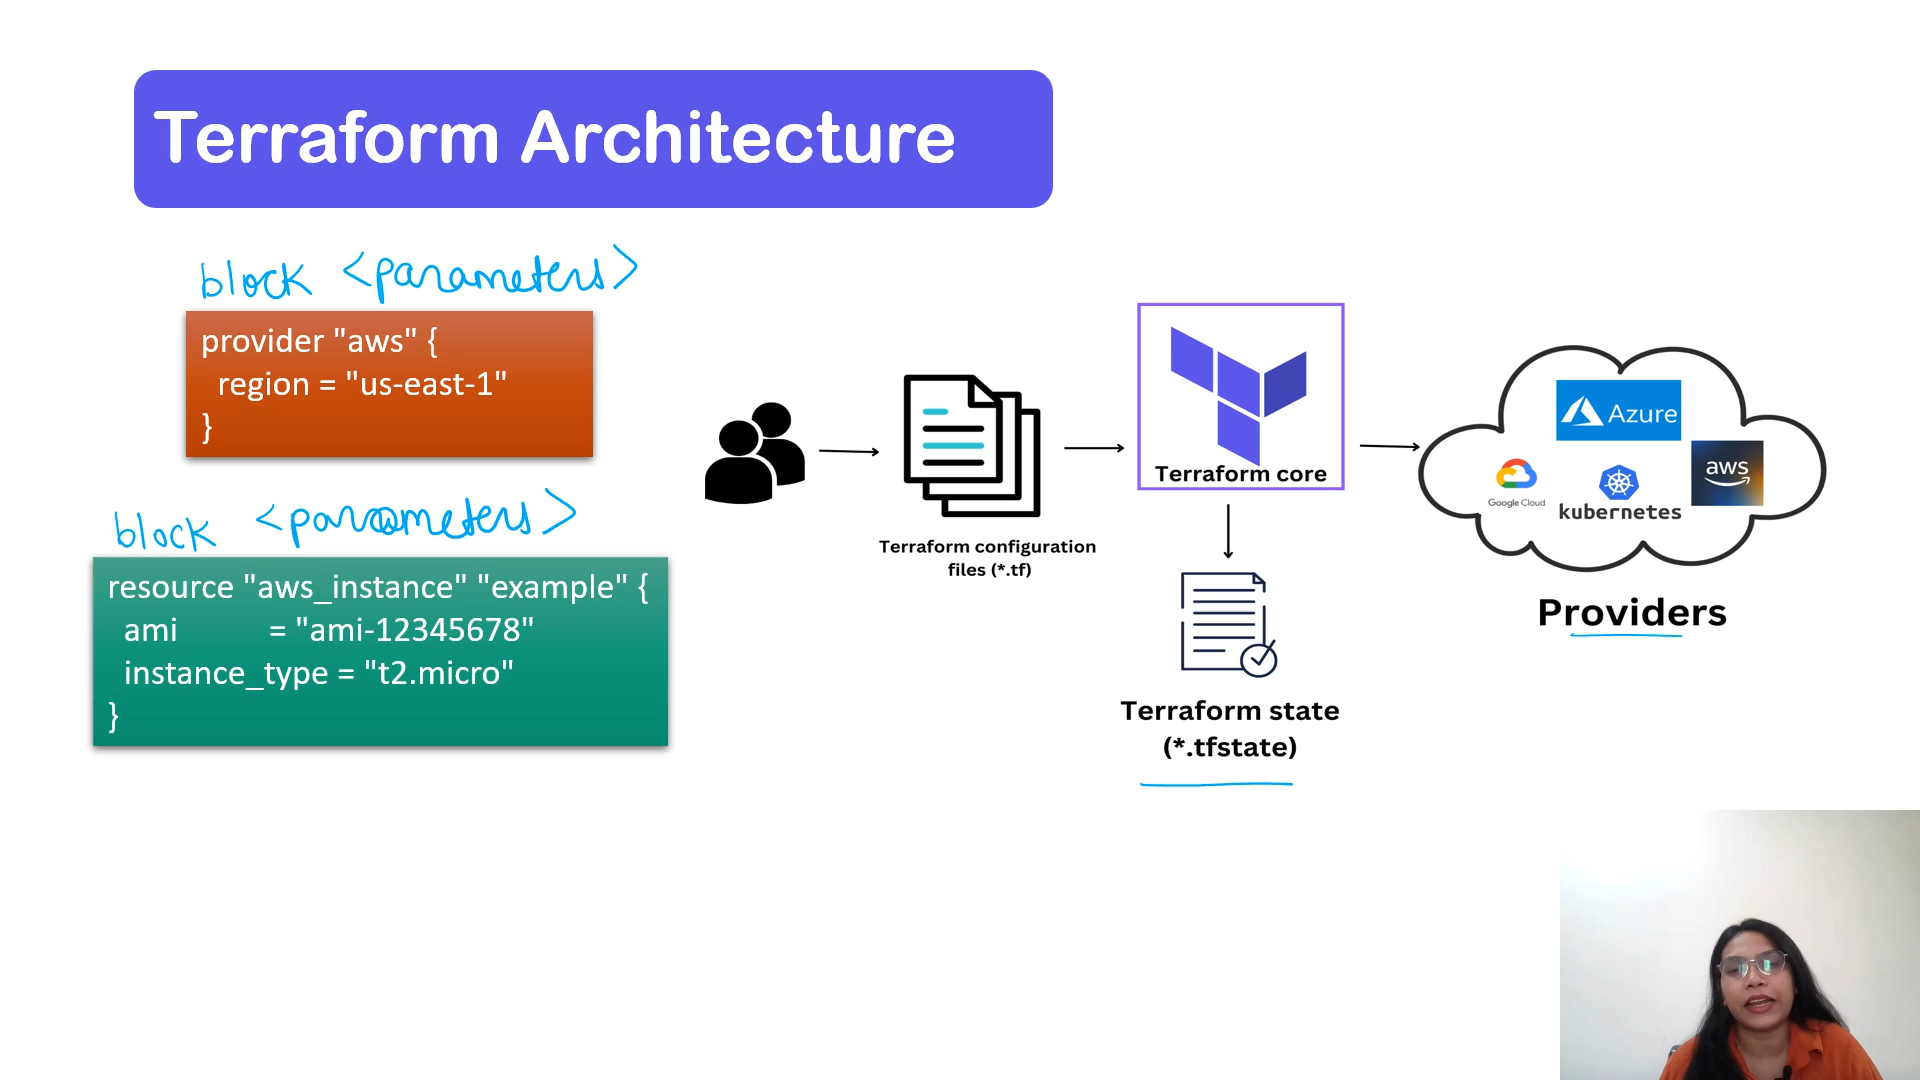 Terraform Architecture
block <parameters>
provider "aws" {
region = "us-east-1"
}
block <parameters>
resource "aws_instance" "example" {
ami = "ami-12345678"
instance_type = "t2.micro"
}
Terraform configuration
files (*.tf)
Terraform core
Terraform state
(*.tfstate)
Azure
Google Cloud
kubernetes
aws
Providers